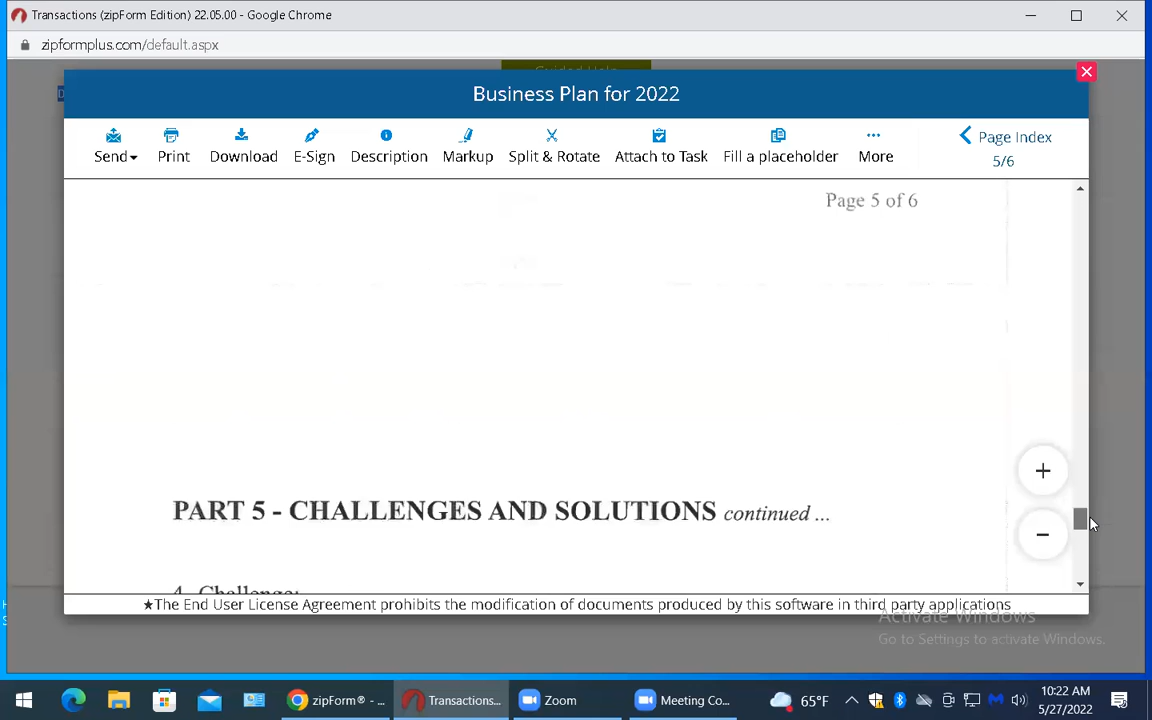 Transactions (zipForm Edition) 22.05.00 - Google Chrome
zipformplus.com/default.aspx
Guided Help
Business Plan for 2022
Send Print Download E-Sign Description Markup Split & Rotate Attach to Task Fill a placeholder More
Page Index
5/6
Page 5 of 6
PART 5 - CHALLENGES AND SOLUTIONS continued ...
4. Challenge:
★The End User License Agreement prohibits the modification of documents produced by this software in third party applications
Activate Windows
Go to Settings to activate Windows.
zipForm® - ...
Transactions...
Zoom
Meeting Co...
65°F
10:22 AM
5/27/2022